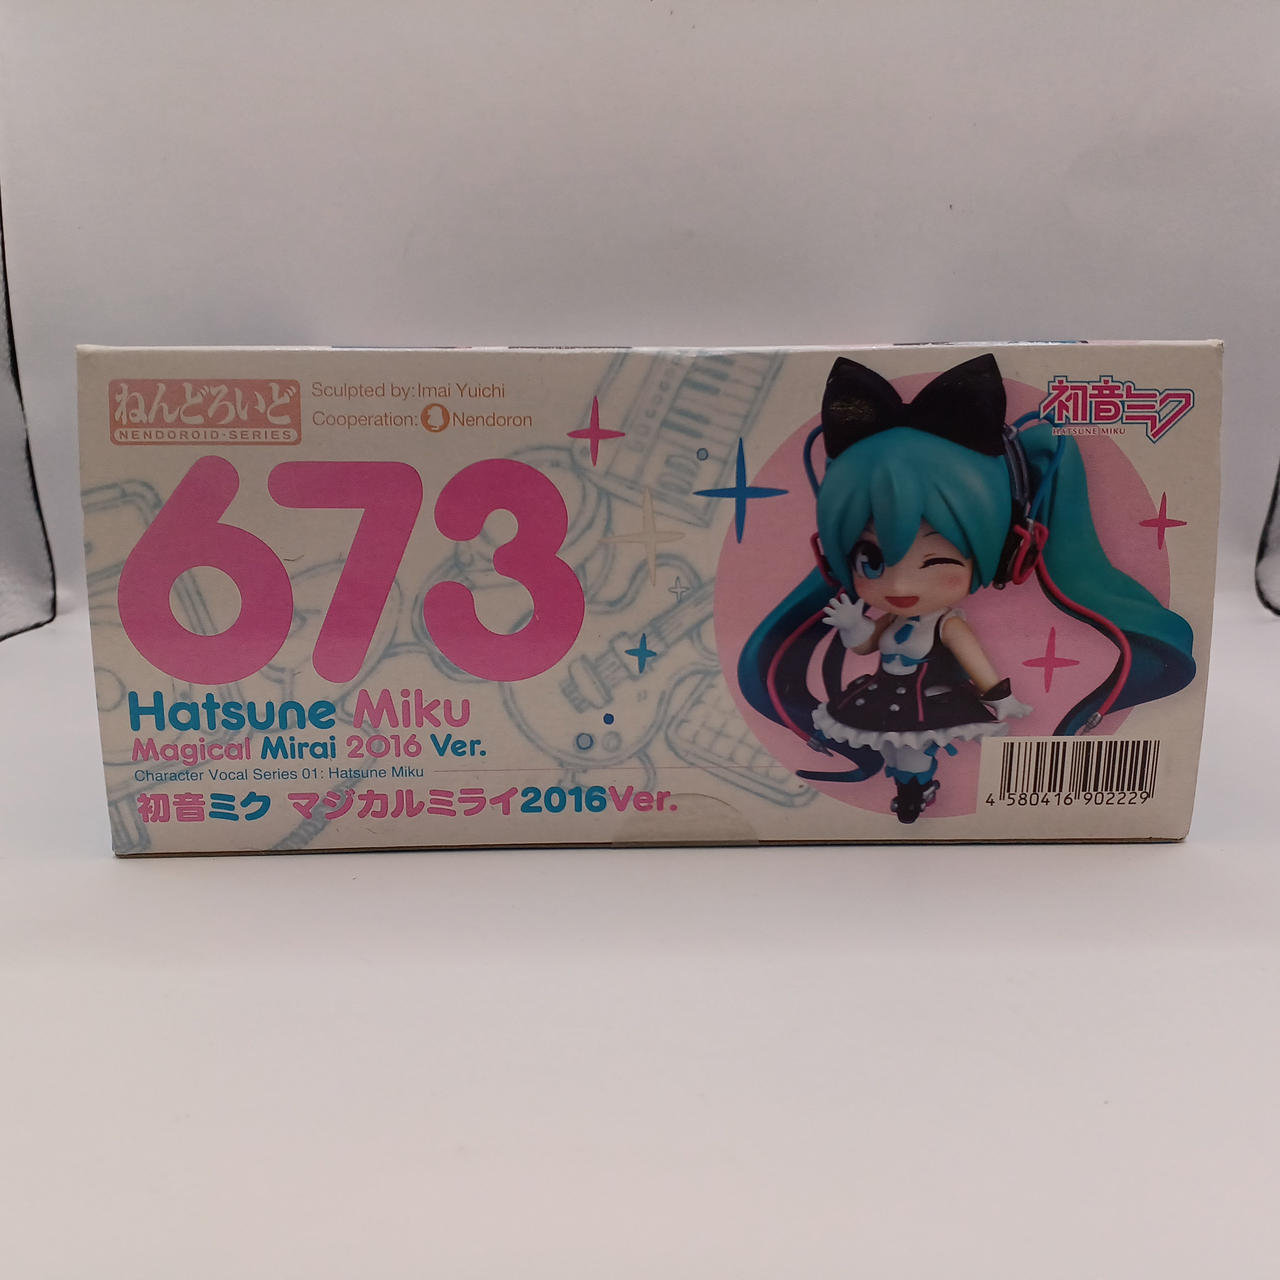 ねんどろいど
NENDOROID-SERIES
Sculpted by:Imai Yuichi
Cooperation: Nendoron
673
Hatsune Miku
Magical Mirai 2016 Ver.
Character Vocal Series 01: Hatsune Miku
初音ミク マジカルミライ2016Ver.
初音ミク
HATSUNE MIKU
4 580416 902229